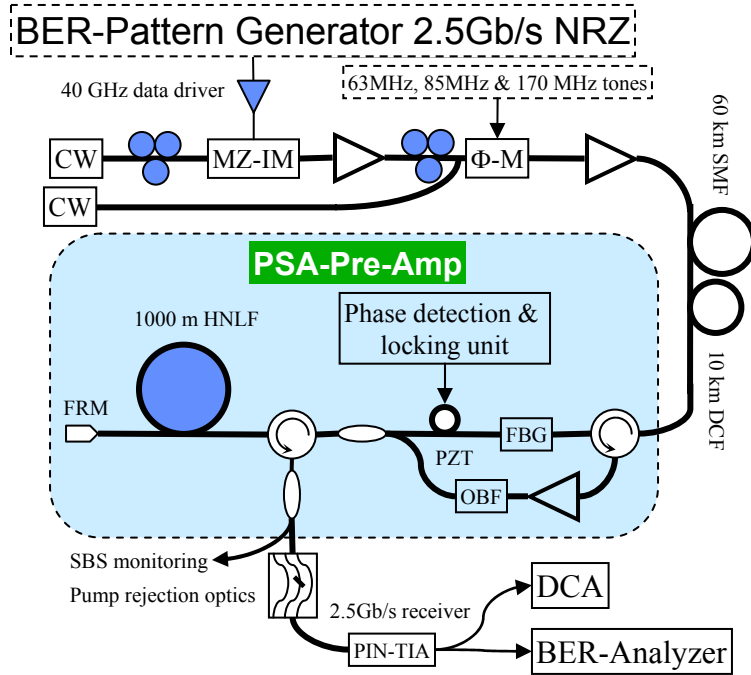 BER-Pattern Generator 2.5Gb/s NRZ
40 GHz data driver
63MHz, 85MHz & 170 MHz tones
CW
MZ-IM
Φ-M
CW
60 km SMF
10 km DCF
PSA-Pre-Amp
1000 m HNLF
Phase detection &
locking unit
FRM
PZT
FBG
OBF
SBS monitoring
Pump rejection optics
2.5Gb/s receiver
PIN-TIA
DCA
BER-Analyzer